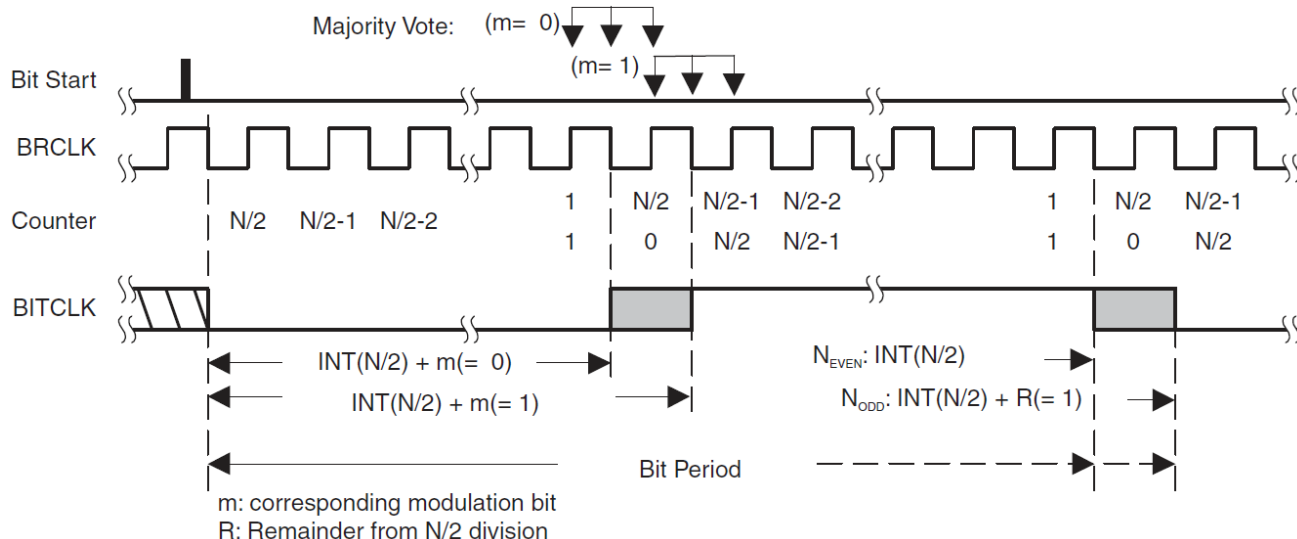 Majority Vote: (m= 0)
(m= 1)
Bit Start
BRCLK
Counter
N/2 N/2-1 N/2-2 1 N/2 N/2-1 N/2-2 1 N/2 N/2-1
1 0 N/2 N/2-1 1 0 N/2
BITCLK
INT(N/2) + m(= 0)
NEVEN: INT(N/2)
INT(N/2) + m(= 1)
NODD: INT(N/2) + R(= 1)
Bit Period
m: corresponding modulation bit
R: Remainder from N/2 division